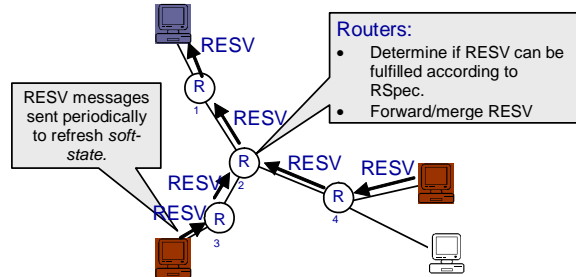 RESV
R
1
Routers:
• Determine if RESV can be
fulfilled according to
RSpec.
• Forward/merge RESV
RESV messages
sent periodically
to refresh soft-
state.
RESV
R
2
RESV
RESV
RESV
RESV
R
3
R
4